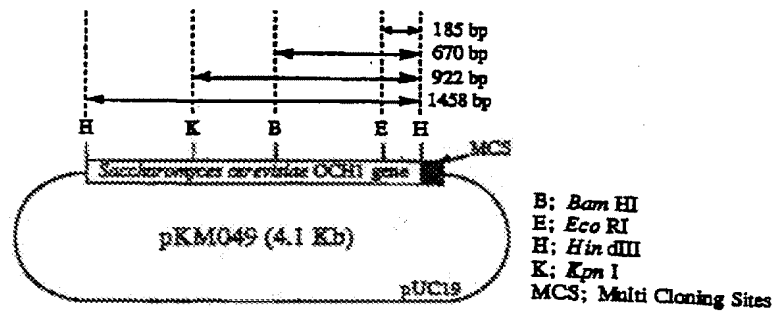 185 bp
670 bp
922 bp
1458 bp
H K B E H
MCS
Saccharomyces cerevisiae OCH1 gene
pKM049 (4.1 Kb)
pUC19
B; Bam HI
E; Eco RI
H; Hin dIII
K; Kpn I
MCS; Multi Cloning Sites